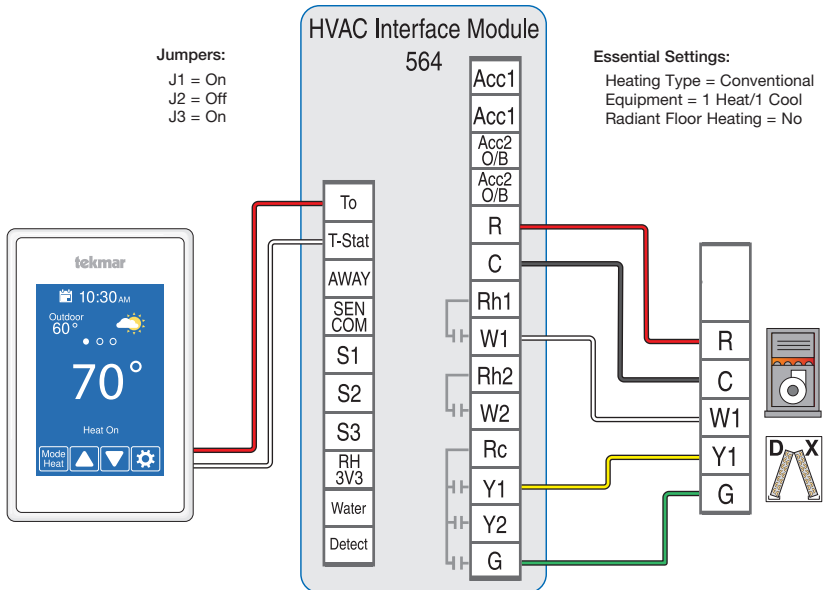 HVAC Interface Module
564
Jumpers:
J1 = On
J2 = Off
J3 = On
Essential Settings:
Heating Type = Conventional
Equipment = 1 Heat/1 Cool
Radiant Floor Heating = No
tekmar
10:30AM
Outdoor
60°
70°
Heat On
Mode
Heat
To
T-Stat
AWAY
SEN
COM
S1
S2
S3
RH
3V3
Water
Detect
Acc1
Acc1
Acc2
O/B
Acc2
O/B
R
C
Rh1
W1
Rh2
W2
Rc
Y1
Y2
G
R
C
W1
Y1
G
D X